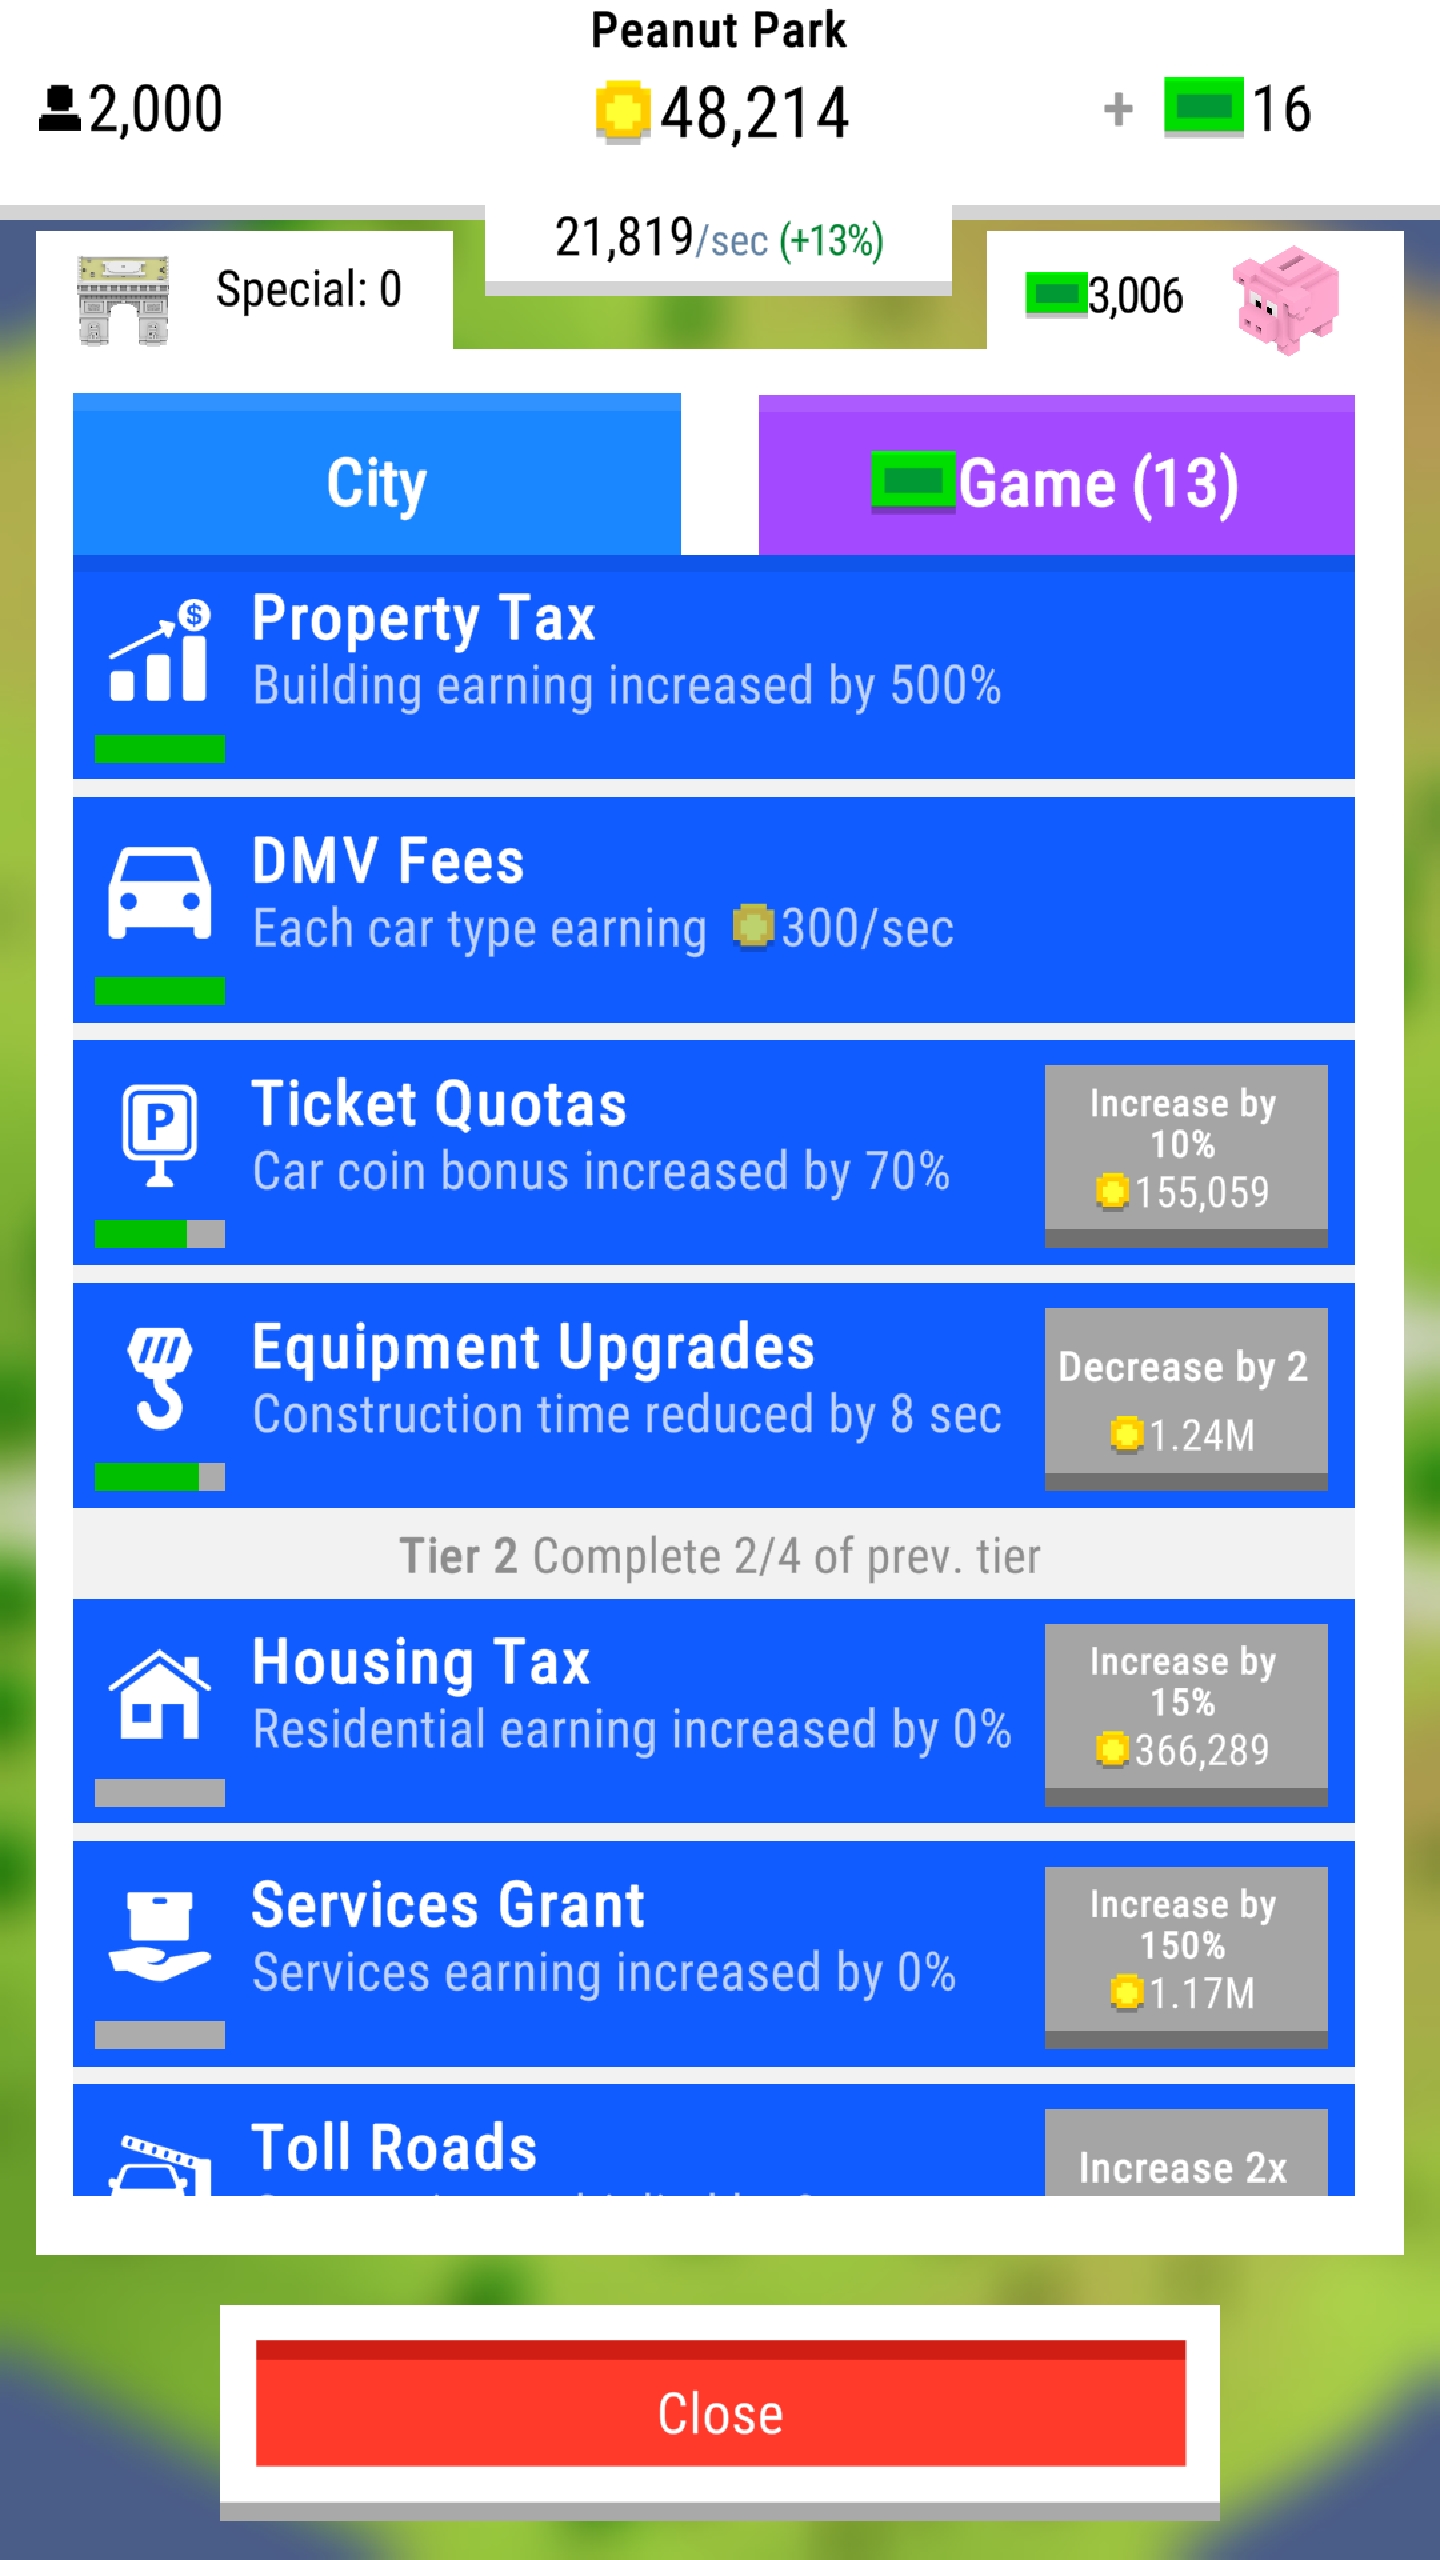 Peanut Park
2,000
48,214
+ 16
21,819/sec (+13%)
Special: 0
3,006
City
Game (13)
Property Tax
Building earning increased by 500%
DMV Fees
Each car type earning 300/sec
Ticket Quotas
Car coin bonus increased by 70%
Increase by
10%
155,059
Equipment Upgrades
Construction time reduced by 8 sec
Decrease by 2
1.24M
Tier 2 Complete 2/4 of prev. tier
Housing Tax
Residential earning increased by 0%
Increase by
15%
366,289
Services Grant
Services earning increased by 0%
Increase by
150%
1.17M
Toll Roads
Increase 2x
Close